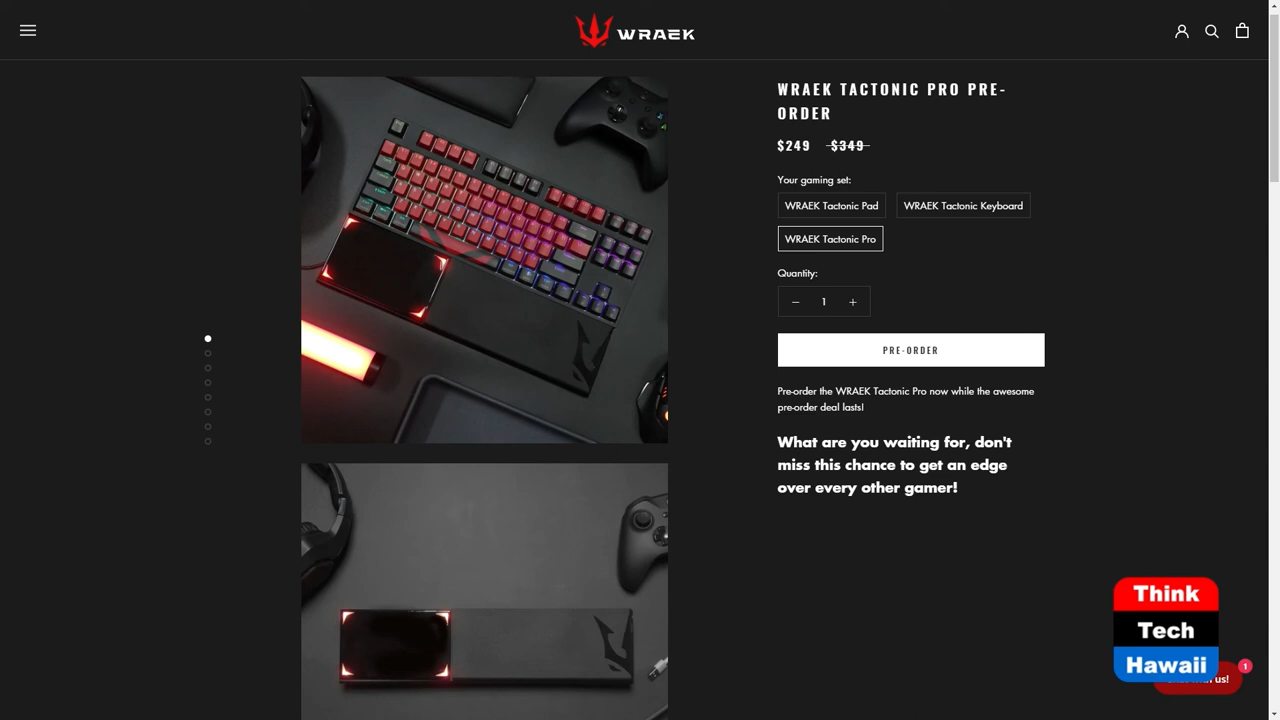 WRAEK
WRAEK TACTONIC PRO PRE-
ORDER
$249 $349
Your gaming set:
WRAEK Tactonic Pad WRAEK Tactonic Keyboard
WRAEK Tactonic Pro
Quantity:
1
PRE-ORDER
Pre-order the WRAEK Tactonic Pro now while the awesome
pre-order deal lasts!
What are you waiting for, don't
miss this chance to get an edge
over every other gamer!
Think
Tech
Hawaii
1
us!